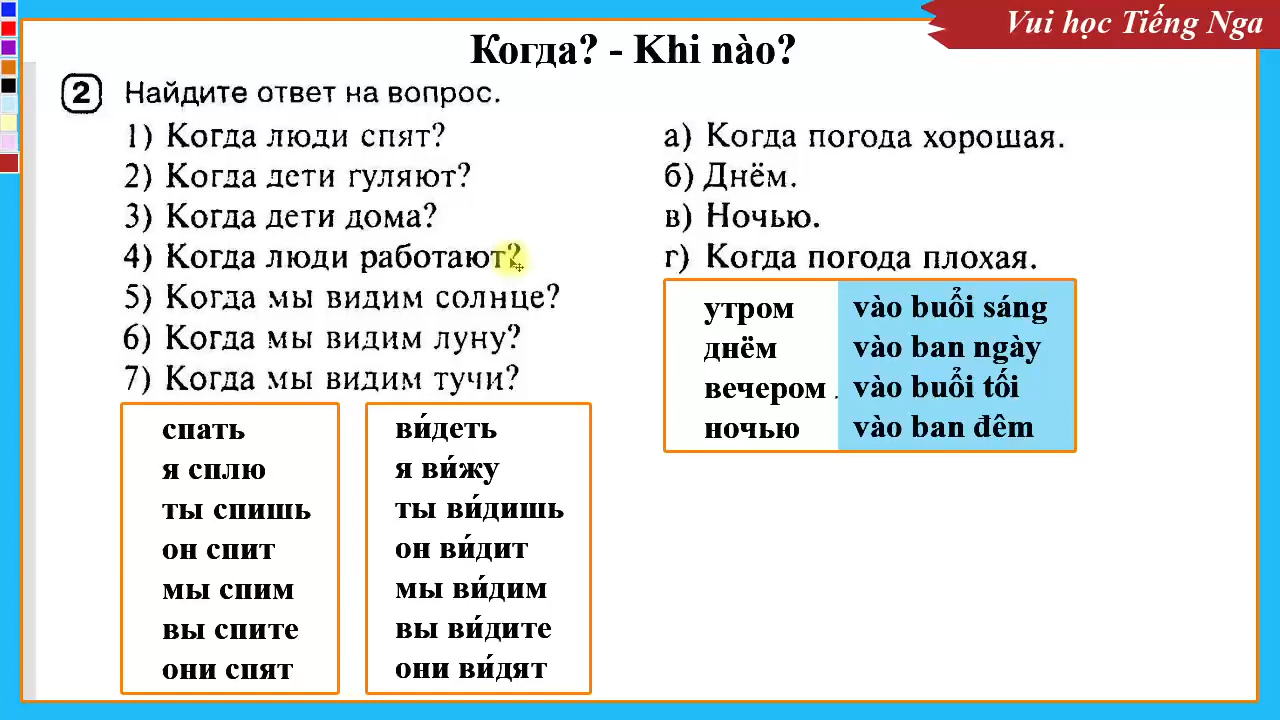 Vui học Tiếng Nga
Когда? - Khi nào?
2 Найдите ответ на вопрос.
1) Когда люди спят?
2) Когда дети гуляют?
3) Когда дети дома?
4) Когда люди работают?
5) Когда мы видим солнце?
6) Когда мы видим луну?
7) Когда мы видим тучи?
а) Когда погода хорошая.
б) Днём.
в) Ночью.
г) Когда погода плохая.
утром vào buổi sáng
днём vào ban ngày
вечером vào buổi tối
ночью vào ban đêm
спать
я сплю
ты спишь
он спит
мы спим
вы спите
они спят
ви́деть
я ви́жу
ты ви́дишь
он ви́дит
мы ви́дим
вы ви́дите
они ви́дят